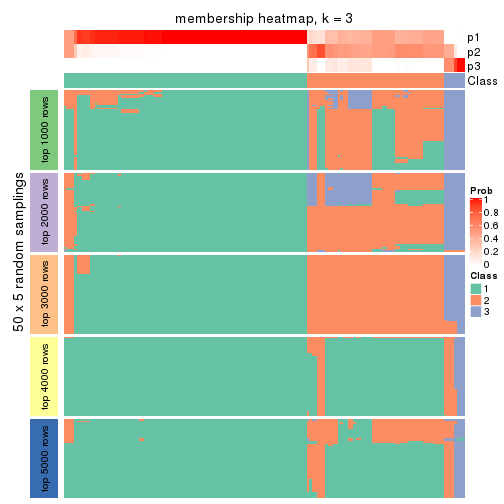 membership heatmap, k = 3
p1
p2
p3
Class
50 x 5 random samplings
top 1000 rows
top 2000 rows
top 3000 rows
top 4000 rows
top 5000 rows
Prob
1
0.8
0.6
0.4
0.2
0
Class
1
2
3